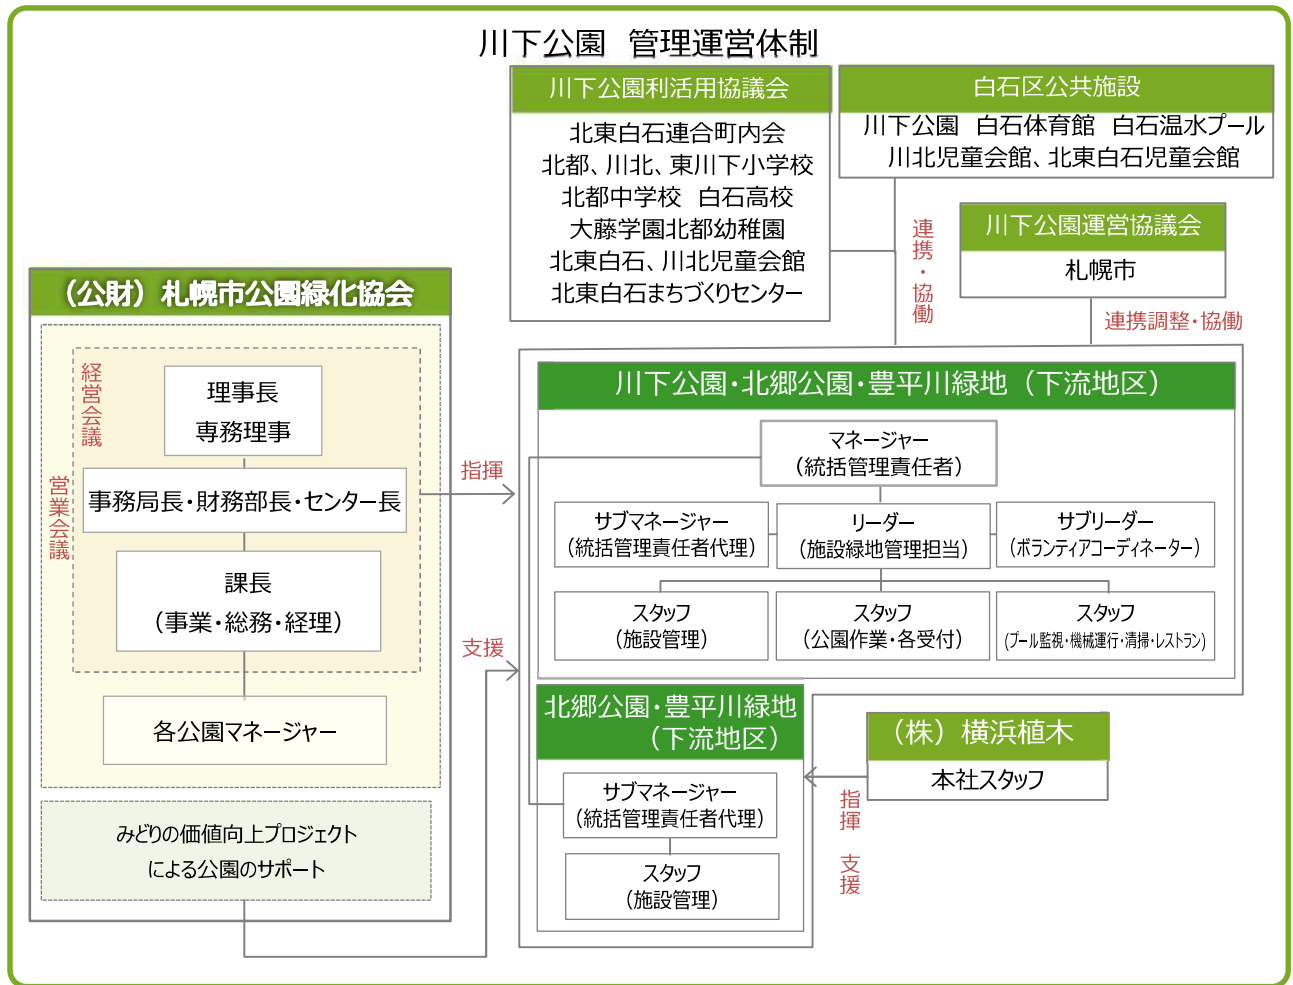 川下公園　管理運営体制
川下公園利活用協議会
北東白石連合町内会
北都、川北、東川下小学校
北都中学校　白石高校
大藤学園北都幼稚園
北東白石、川北児童会館
北東白石まちづくりセンター
白石区公共施設
川下公園　白石体育館　白石温水プール
川北児童会館、北東白石児童会館
連携・協働
川下公園運営協議会
札幌市
連携調整・協働
（公財）札幌市公園緑化協会
経営会議
営業会議
理事長
専務理事
事務局長・財務部長・センター長
課長
（事業・総務・経理）
各公園マネージャー
みどりの価値向上プロジェクト
による公園のサポート
指揮
支援
川下公園・北郷公園・豊平川緑地（下流地区）
マネージャー
（統括管理責任者）
サブマネージャー
（統括管理責任者代理）
リーダー
（施設緑地管理担当）
サブリーダー
（ボランティアコーディネーター）
スタッフ
（施設管理）
スタッフ
（公園作業・各受付）
スタッフ
（プール監視・機械運行・清掃・レストラン）
北郷公園・豊平川緑地
（下流地区）
サブマネージャー
（統括管理責任者代理）
スタッフ
（施設管理）
（株）横浜植木
本社スタッフ
指揮　支援